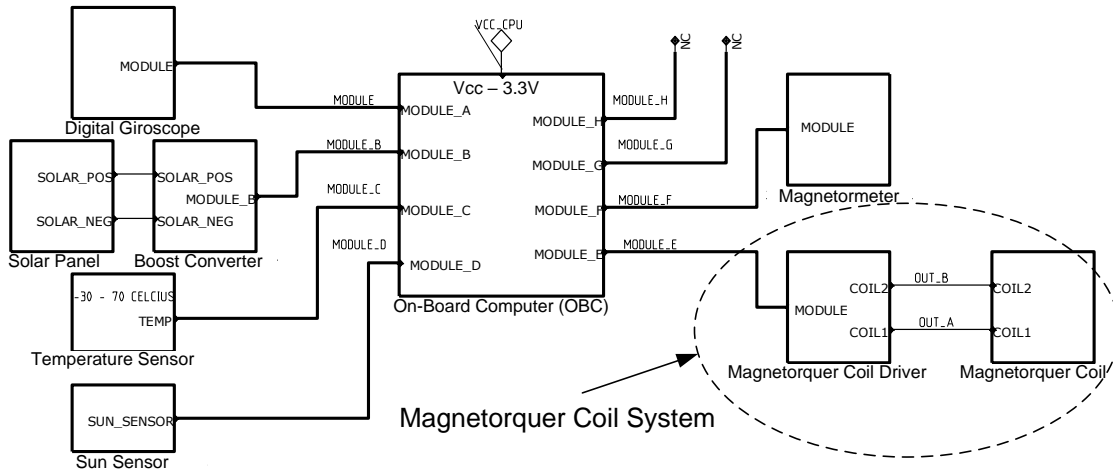 VCC_CPU
NC
NC
MODULE
Digital Giroscope
Vcc – 3.3V
MODULE
MODULE_A
MODULE_H
MODULE_H
MODULE
Magnetormeter
SOLAR_POS
SOLAR_NEG
Solar Panel
SOLAR_POS
MODULE_B
SOLAR_NEG
Boost Converter
MODULE_B
MODULE_B
MODULE_G
MODULE_G
MODULE_C
MODULE_C
MODULE_F
MODULE_F
MODULE_D
MODULE_D
MODULE_E
MODULE_E
On-Board Computer (OBC)
-30 - 70 CELCIUS
TEMP
Temperature Sensor
SUN_SENSOR
Sun Sensor
COIL2
MODULE
COIL1
Magnetorquer Coil Driver
OUT_B
OUT_A
COIL2
COIL1
Magnetorquer Coil
Magnetorquer Coil System